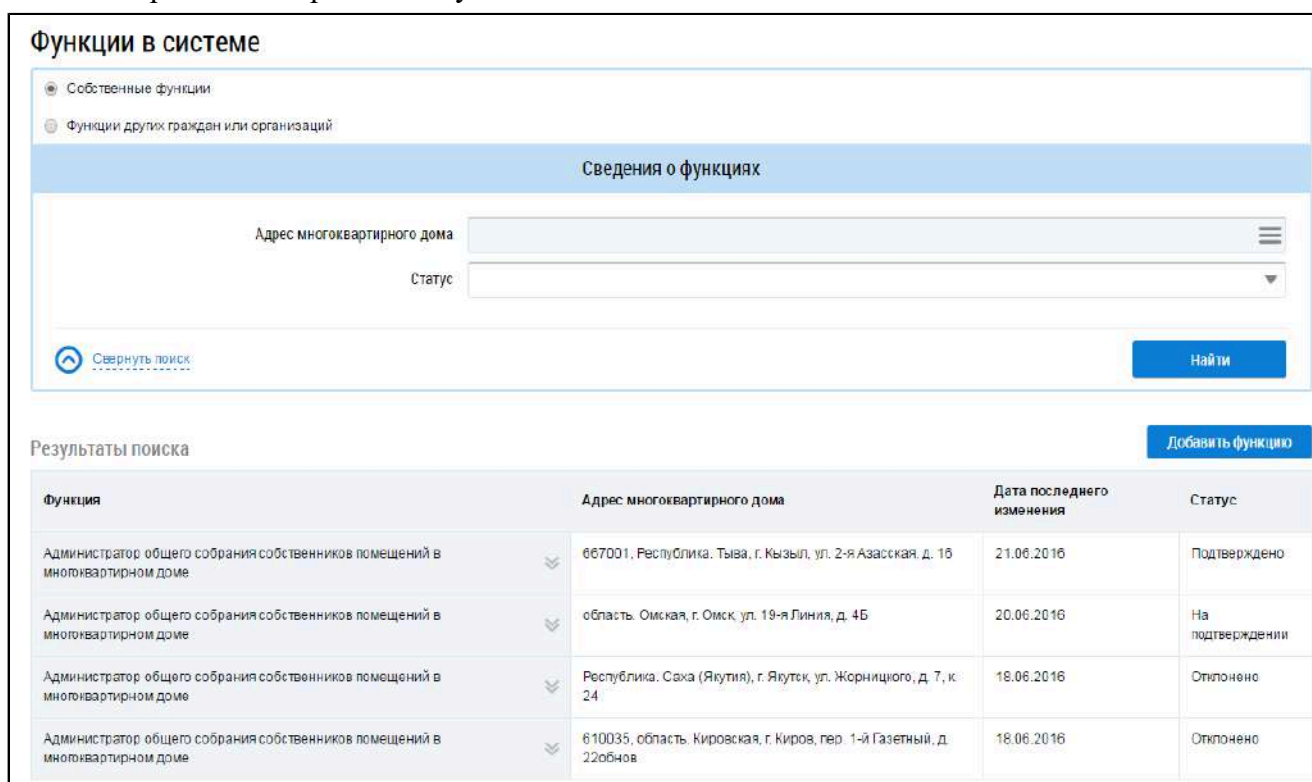 Функции в системе
Собственные функции
Функции других граждан или организаций
Сведения о функциях
Адрес многоквартирного дома
Статус
Свернуть поиск
Найти
Результаты поиска
Добавить функцию
Функция
Адрес многоквартирного дома
Дата последнего
изменения
Статус
Администратор общего собрания собственников помещений в
многоквартирном доме
667001, Республика. Тыва, г. Кызыл, ул. 2-я Азасская, д. 16
21.06.2016
Подтверждено
Администратор общего собрания собственников помещений в
многоквартирном доме
область. Омская, г. Омск, ул. 19-я Линия, д. 4Б
20.06.2016
На
подтверждении
Администратор общего собрания собственников помещений в
многоквартирном доме
Республика. Саха (Якутия), г. Якутск, ул. Жорницкого, д. 7, к.
24
18.06.2016
Отклонено
Администратор общего собрания собственников помещений в
многоквартирном доме
610035, область. Кировская, г. Киров, пер. 1-й Газетный, д.
22обнов
18.06.2016
Отклонено